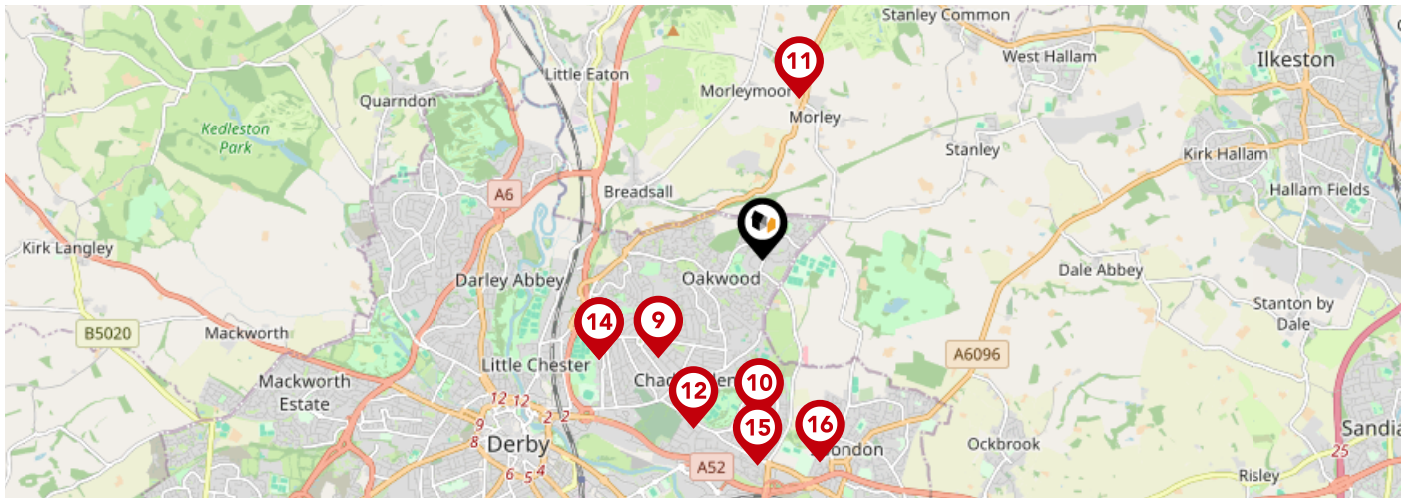 Stanley Common
11
West Hallam
Ilkeston
Little Eaton
Quarndon
Morleymoor
Morley
Kedleston
Park
Stanley
Kirk Hallam
A6
Breadsall
Hallam Fields
Kirk Langley
Oakwood
Darley Abbey
Dale Abbey
Stanton by
Dale
B5020
Mackworth
14
9
A6096
Little Chester
Mackworth
Estate
12
10
12 12
2 2
9
8
Derby
15
16
Ockbrook
A52
6 5 4
25
Risley